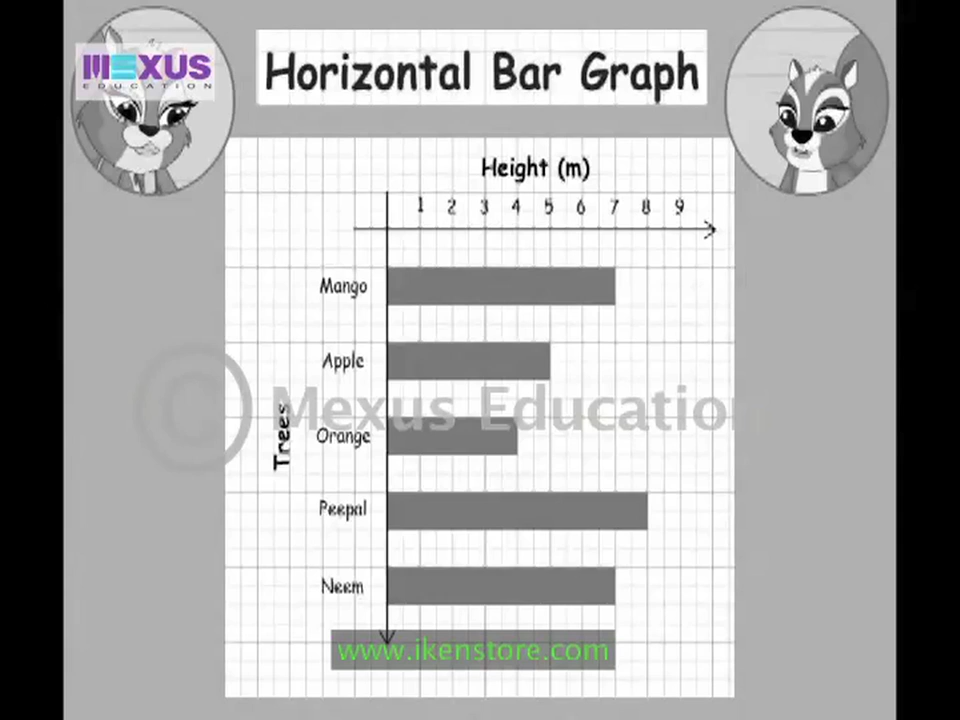 MEXUS
EDUCATION
Horizontal Bar Graph
Height (m)
1 2 3 4 5 6 7 8 9
Mango
Apple
© Mexus Education
Trees
Orange
Peepal
Neem
www.ikenstore.com